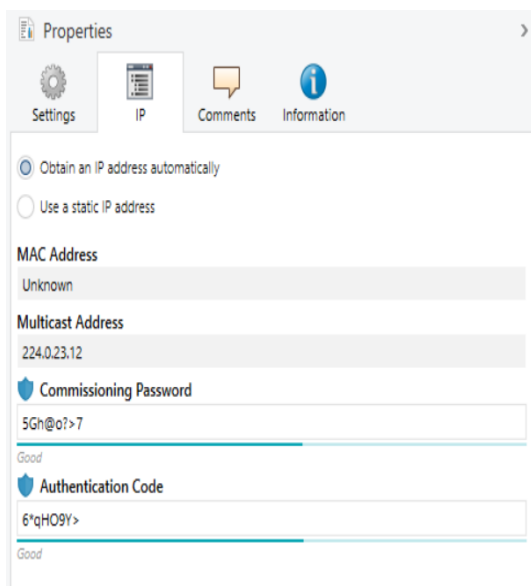 Properties
Settings IP Comments Information
Obtain an IP address automatically
Use a static IP address
MAC Address
Unknown
Multicast Address
224.0.23.12
Commissioning Password
5Gh@o?>7
Good
Authentication Code
6*qHO9Y>
Good